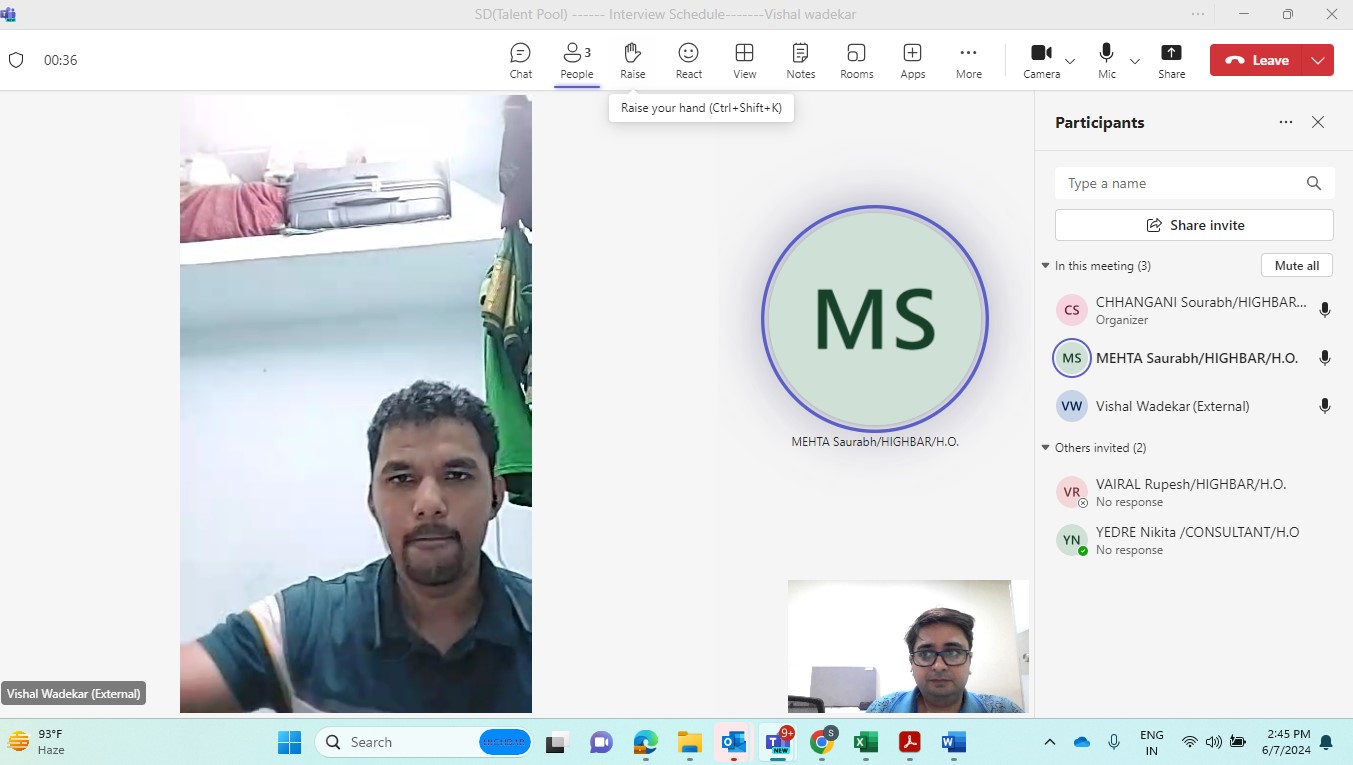 SD(Talent Pool) ------ Interview Schedule-------Vishal wadekar
00:36
Chat
People 3
Raise
React
View
Notes
Rooms
Apps
More
Camera
Mic
Share
Leave
Raise your hand (Ctrl+Shift+K)
MS
MEHTA Saurabh/HIGHBAR/H.O.
Vishal Wadekar (External)
Participants
Type a name
Share invite
In this meeting (3)
Mute all
CS
CHHANGANI Sourabh/HIGHBAR...
Organizer
MS
MEHTA Saurabh/HIGHBAR/H.O.
VW
Vishal Wadekar (External)
Others invited (2)
VR
VAIRAL Rupesh/HIGHBAR/H.O.
No response
YN
YEDRE Nikita /CONSULTANT/H.O
No response
93°F
Haze
Search
NEW
9+
S
ENG
IN
2:45 PM
6/7/2024